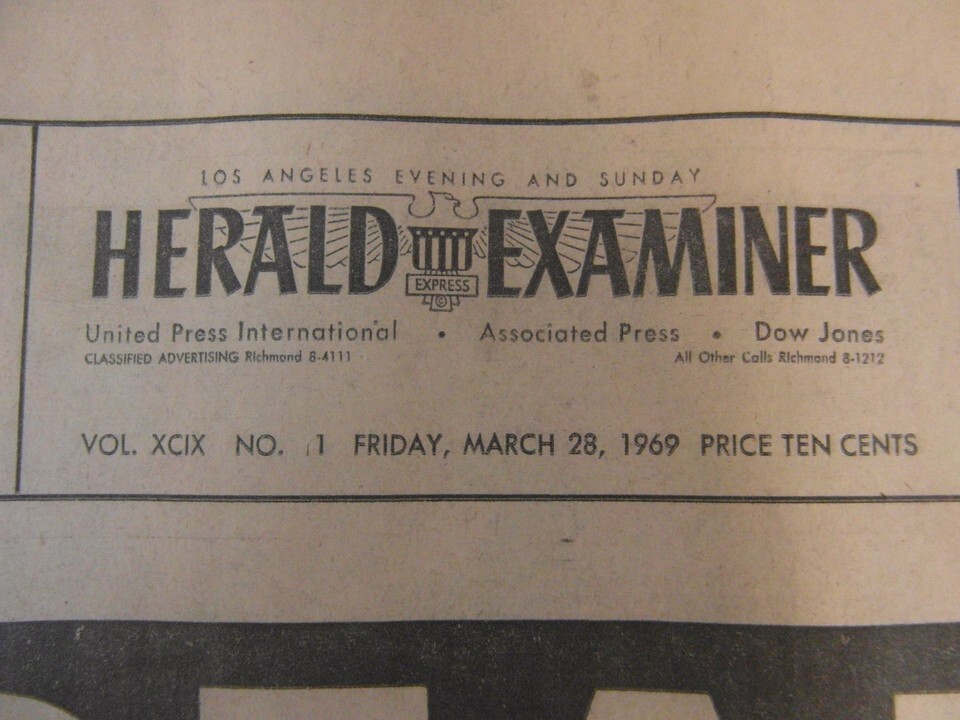 LOS ANGELES EVENING AND SUNDAY
HERALD EXAMINER
EXPRESS
©
United Press International • Associated Press • Dow Jones
CLASSIFIED ADVERTISING RIchmond 8-4111 All Other Calls RIchmond 8-1212
VOL. XCIX NO. 1 FRIDAY, MARCH 28, 1969 PRICE TEN CENTS